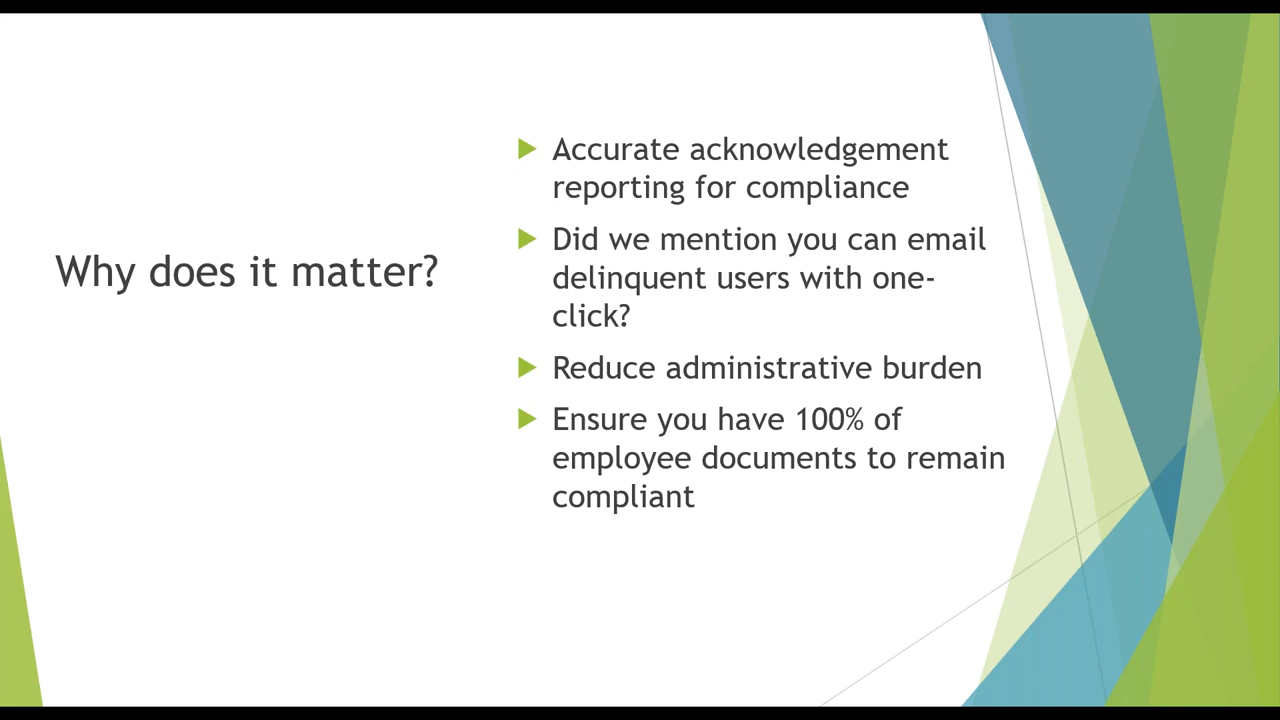 Why does it matter?
Accurate acknowledgement
reporting for compliance
Did we mention you can email
delinquent users with one-
click?
Reduce administrative burden
Ensure you have 100% of
employee documents to remain
compliant